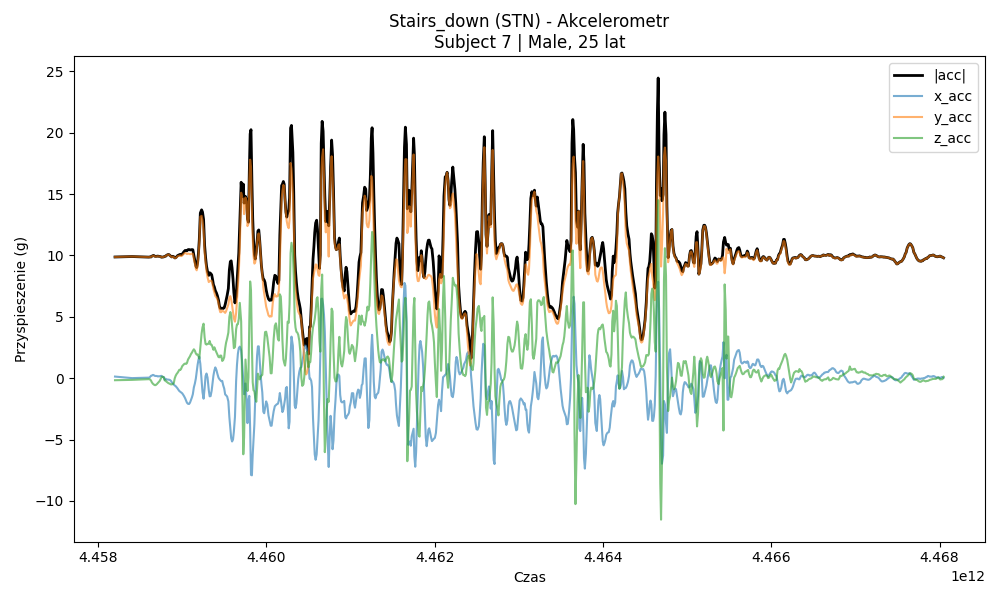 Stairs_down (STN) - Akcelerometr
Subject 7 | Male, 25 lat
|acc|
x_acc
y_acc
z_acc
Przyspieszenie (g)
25
20
15
10
5
0
−5
−10
4.458
4.460
4.462
4.464
4.466
4.468
1e12
Czas